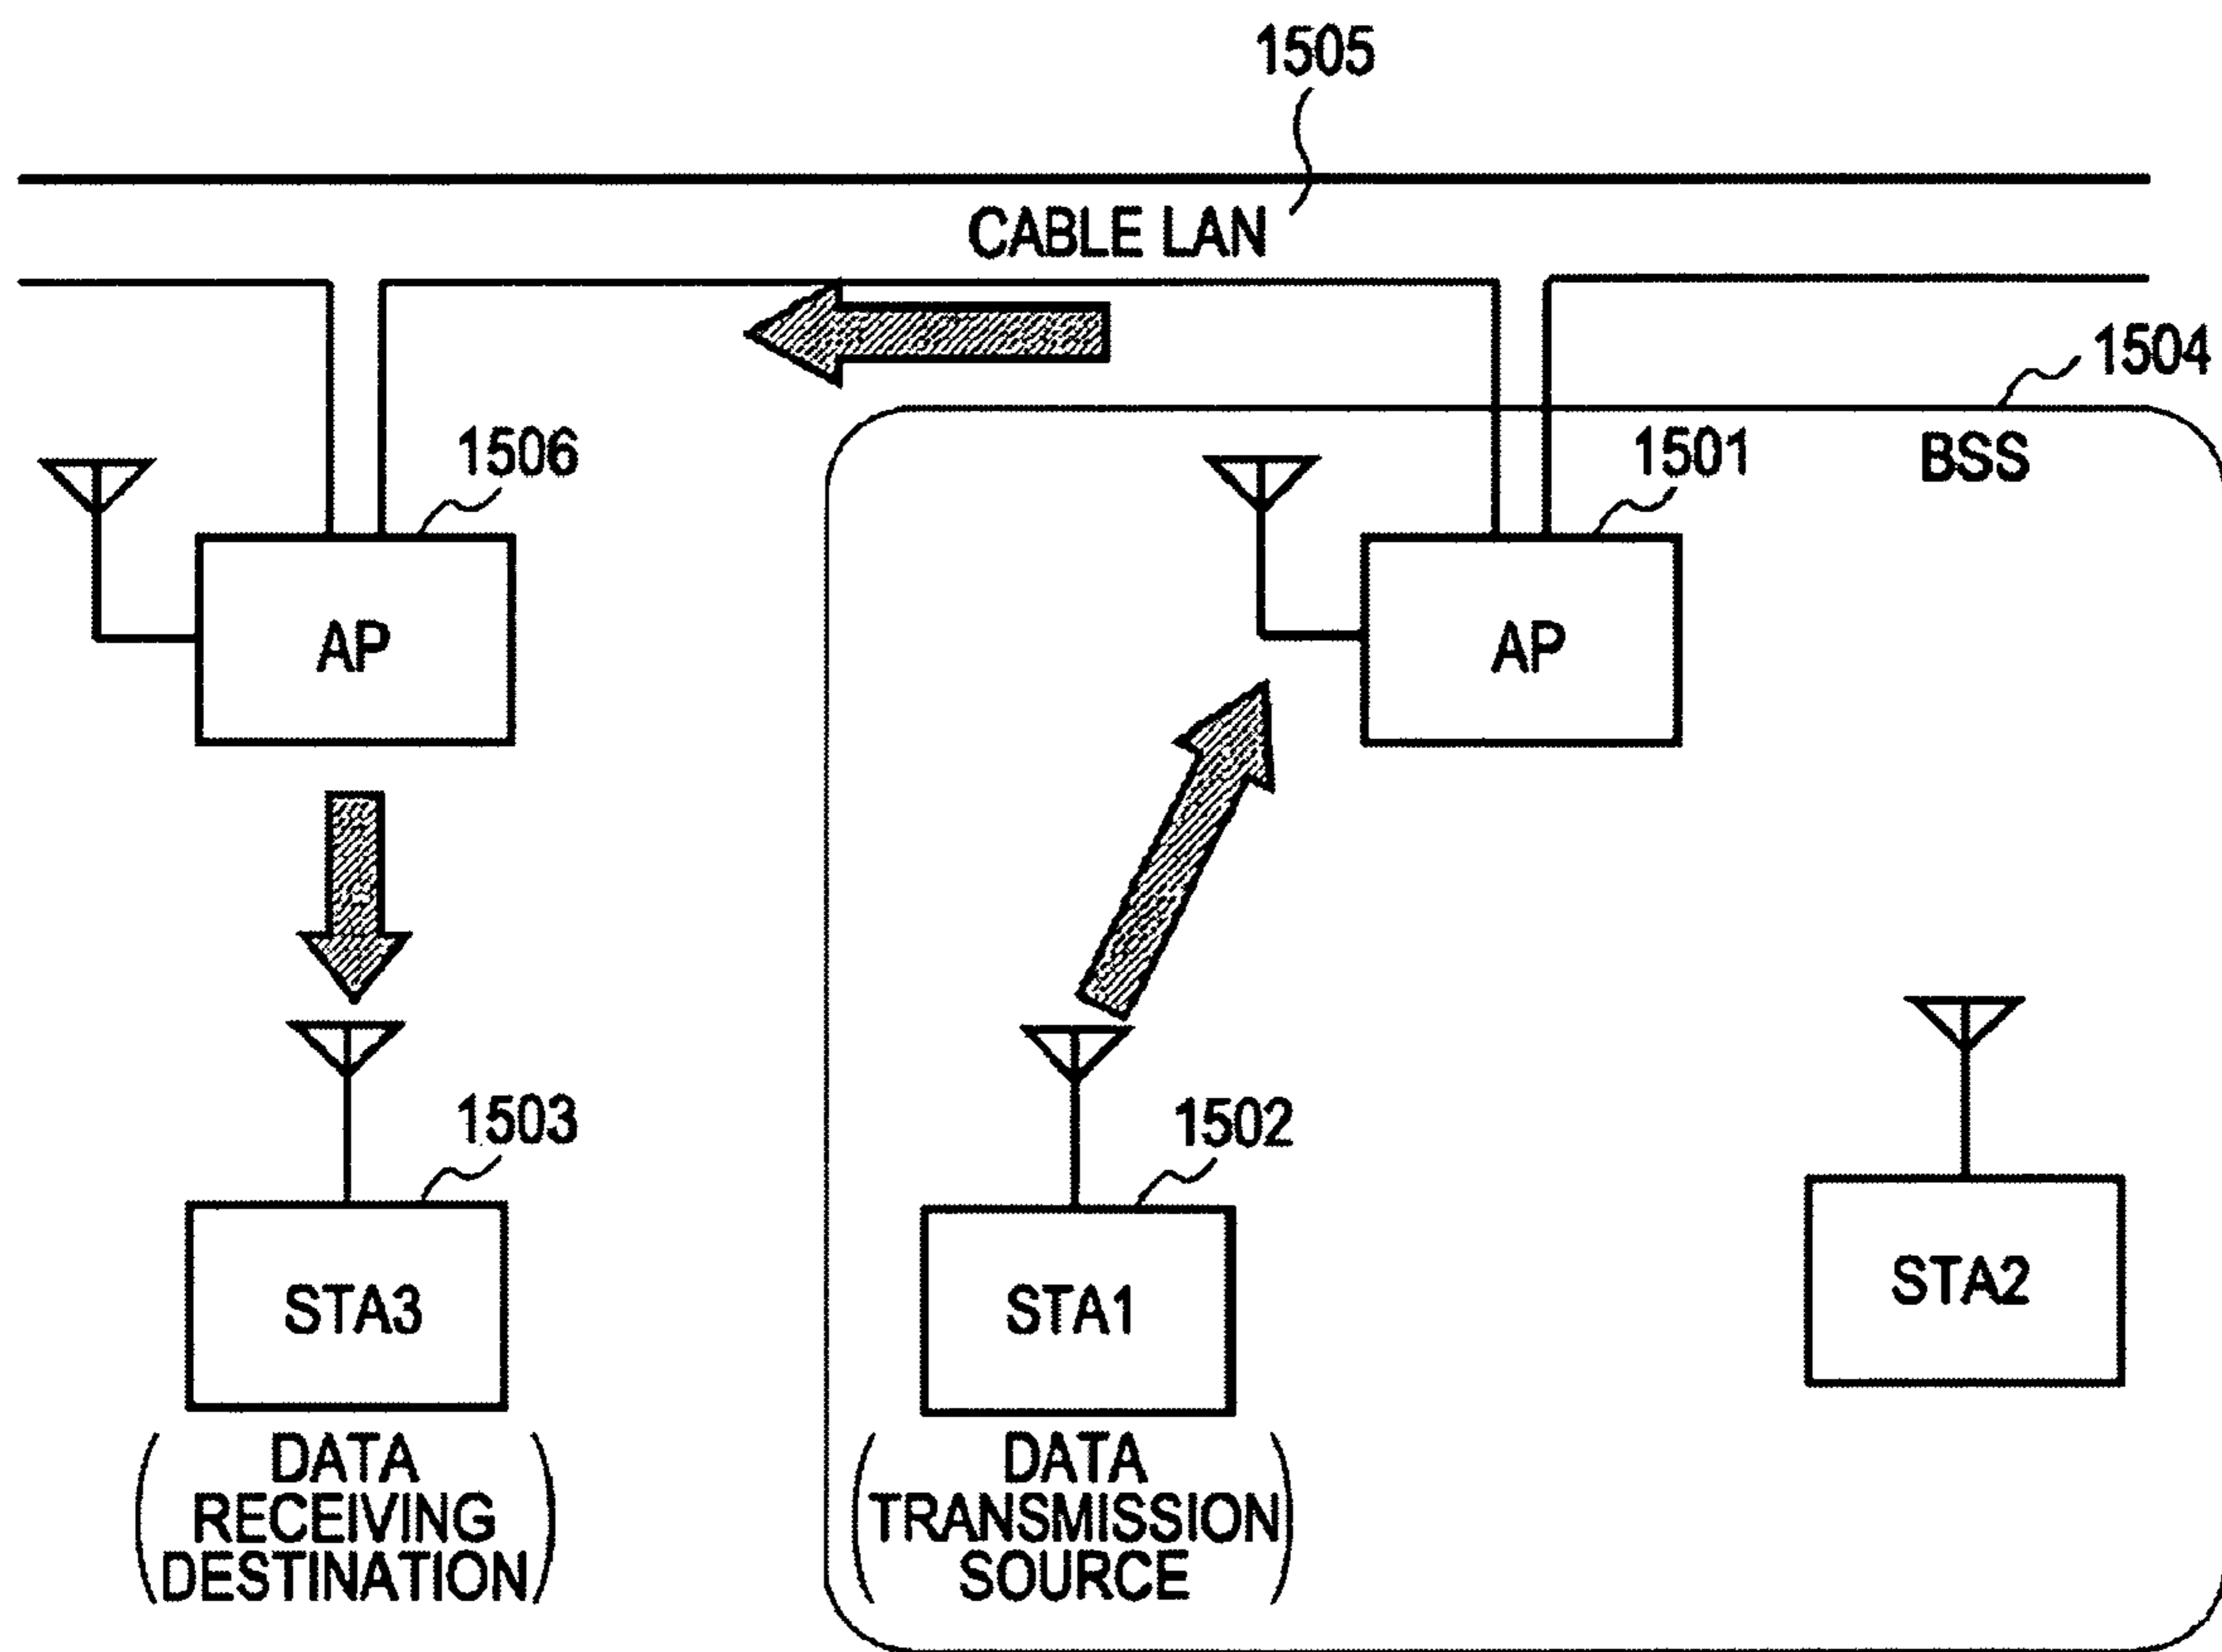 1505
CABLE LAN
1504
BSS
1506
1501
AP
AP
1503
1502
STA3
STA1
STA2
DATA
RECEIVING
DESTINATION
DATA
TRANSMISSION
SOURCE